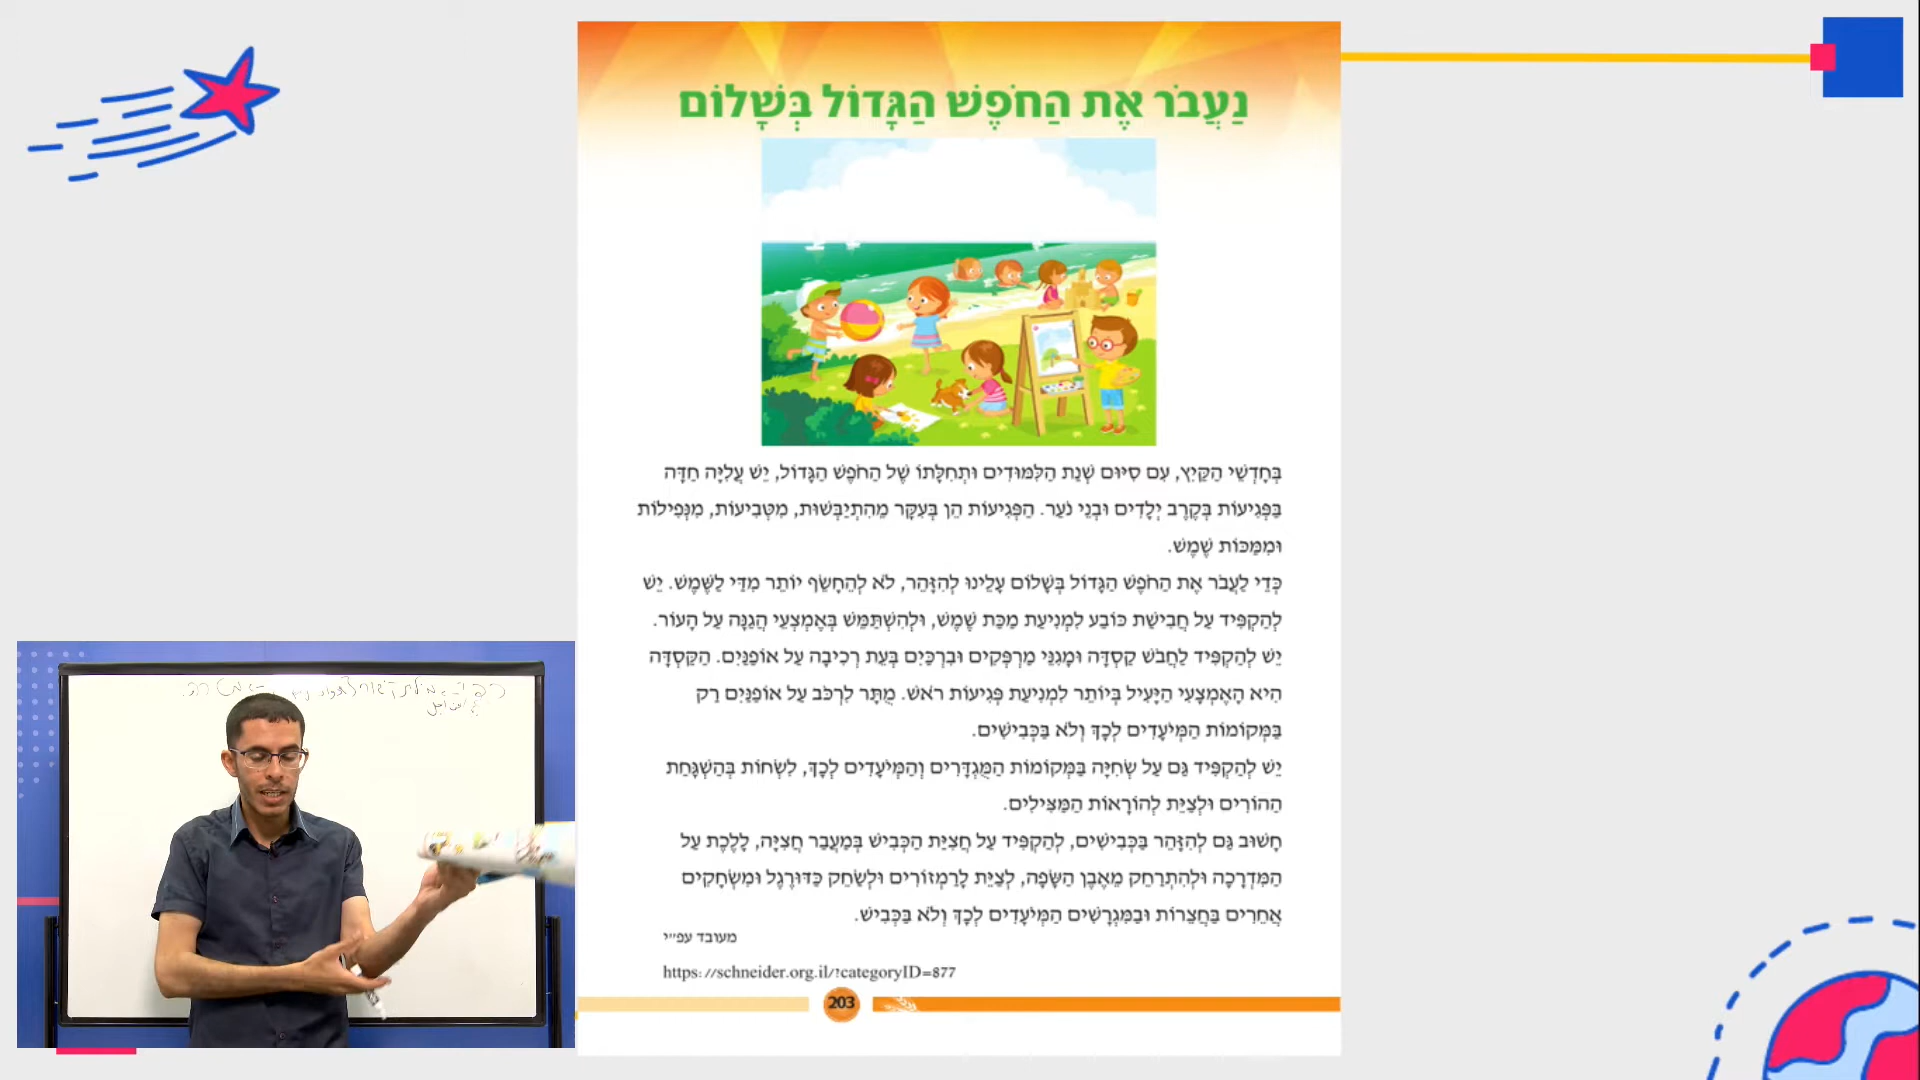 נַעֲבֹר אֶת הַחֹפֶשׁ הַגָּדוֹל בְּשָׁלוֹם
בְּחָדְשֵׁי הַקַּיִץ, עִם סִיּוּם שְׁנַת הַלִּמּוּדִים וּתְחִלָּתוֹ שֶׁל הַחֹפֶשׁ הַגָּדוֹל, יֵשׁ עֲלִיָּה חַדָּה
בַּפְּגִיעוֹת בְּקֶרֶב יְלָדִים וּבְנֵי נֹעַר. הַפְּגִיעוֹת הֵן בְּעִקָּר מֵהִתְיַבְּשׁוּת, מִטְּבִיעוֹת, מִנְּפִילוֹת
וּמִמַּכּוֹת שֶׁמֶשׁ.
כְּדֵי לַעֲבֹר אֶת הַחֹפֶשׁ הַגָּדוֹל בְּשָׁלוֹם עָלֵינוּ לְהִזָּהֵר, לֹא לְהֵחָשֵׂף יוֹתֵר מִדַּי לַשֶּׁמֶשׁ. יֵשׁ
לְהַקְפִּיד עַל חֲבִישַׁת כּוֹבַע לִמְנִיעַת מַכַּת שֶׁמֶשׁ, וּלְהִשְׁתַּמֵּשׁ בְּאֶמְצְעֵי הֲגַנָּה עַל הָעוֹר.
יֵשׁ לְהַקְפִּיד לַחֲבֹשׁ קַסְדָּה וּמָגִנֵּי מַרְפְּקִים וּבִרְכַּיִם בְּעֵת רְכִיבָה עַל אוֹפַנַּיִם. הַקַּסְדָּה
הִיא הָאֶמְצָעִי הַיָּעִיל בְּיוֹתֵר לִמְנִיעַת פְּגִיעוֹת רֹאשׁ. מֻתָּר לִרְכֹּב עַל אוֹפַנַּיִם רַק
בַּמְּקוֹמוֹת הַמְּיֹעָדִים לְכָךְ וְלֹא בַּכְּבִישִׁים.
יֵשׁ לְהַקְפִּיד גַּם עַל שְׂחִיָּה בַּמְּקוֹמוֹת הַמֻּגְדָּרִים וְהַמְּיֹעָדִים לְכָךְ, לִשְׂחוֹת בְּהַשְׁגָּחַת
הַהוֹרִים וּלְצַיֵּת לְהוֹרָאוֹת הַמַּצִּילִים.
חָשׁוּב גַּם לְהִזָּהֵר בַּכְּבִישִׁים, לְהַקְפִּיד עַל חֲצִיַּת הַכְּבִישׁ בְּמַעֲבַר חֲצִיָּה, לָלֶכֶת עַל
הַמִּדְרָכָה וּלְהִתְרַחֵק מֵאֶבֶן הַשָּׂפָה, לְצַיֵּת לָרַמְזוֹרִים וּלְשַׂחֵק כַּדּוּרֶגֶל וּמִשְׂחָקִים
אֲחֵרִים בַּחֲצֵרוֹת וּבַמִּגְרָשִׁים הַמְּיֹעָדִים לְכָךְ וְלֹא בַּכְּבִישׁ.
מעובד עפ"י
https://schneider.org.il/?categoryID=877
203